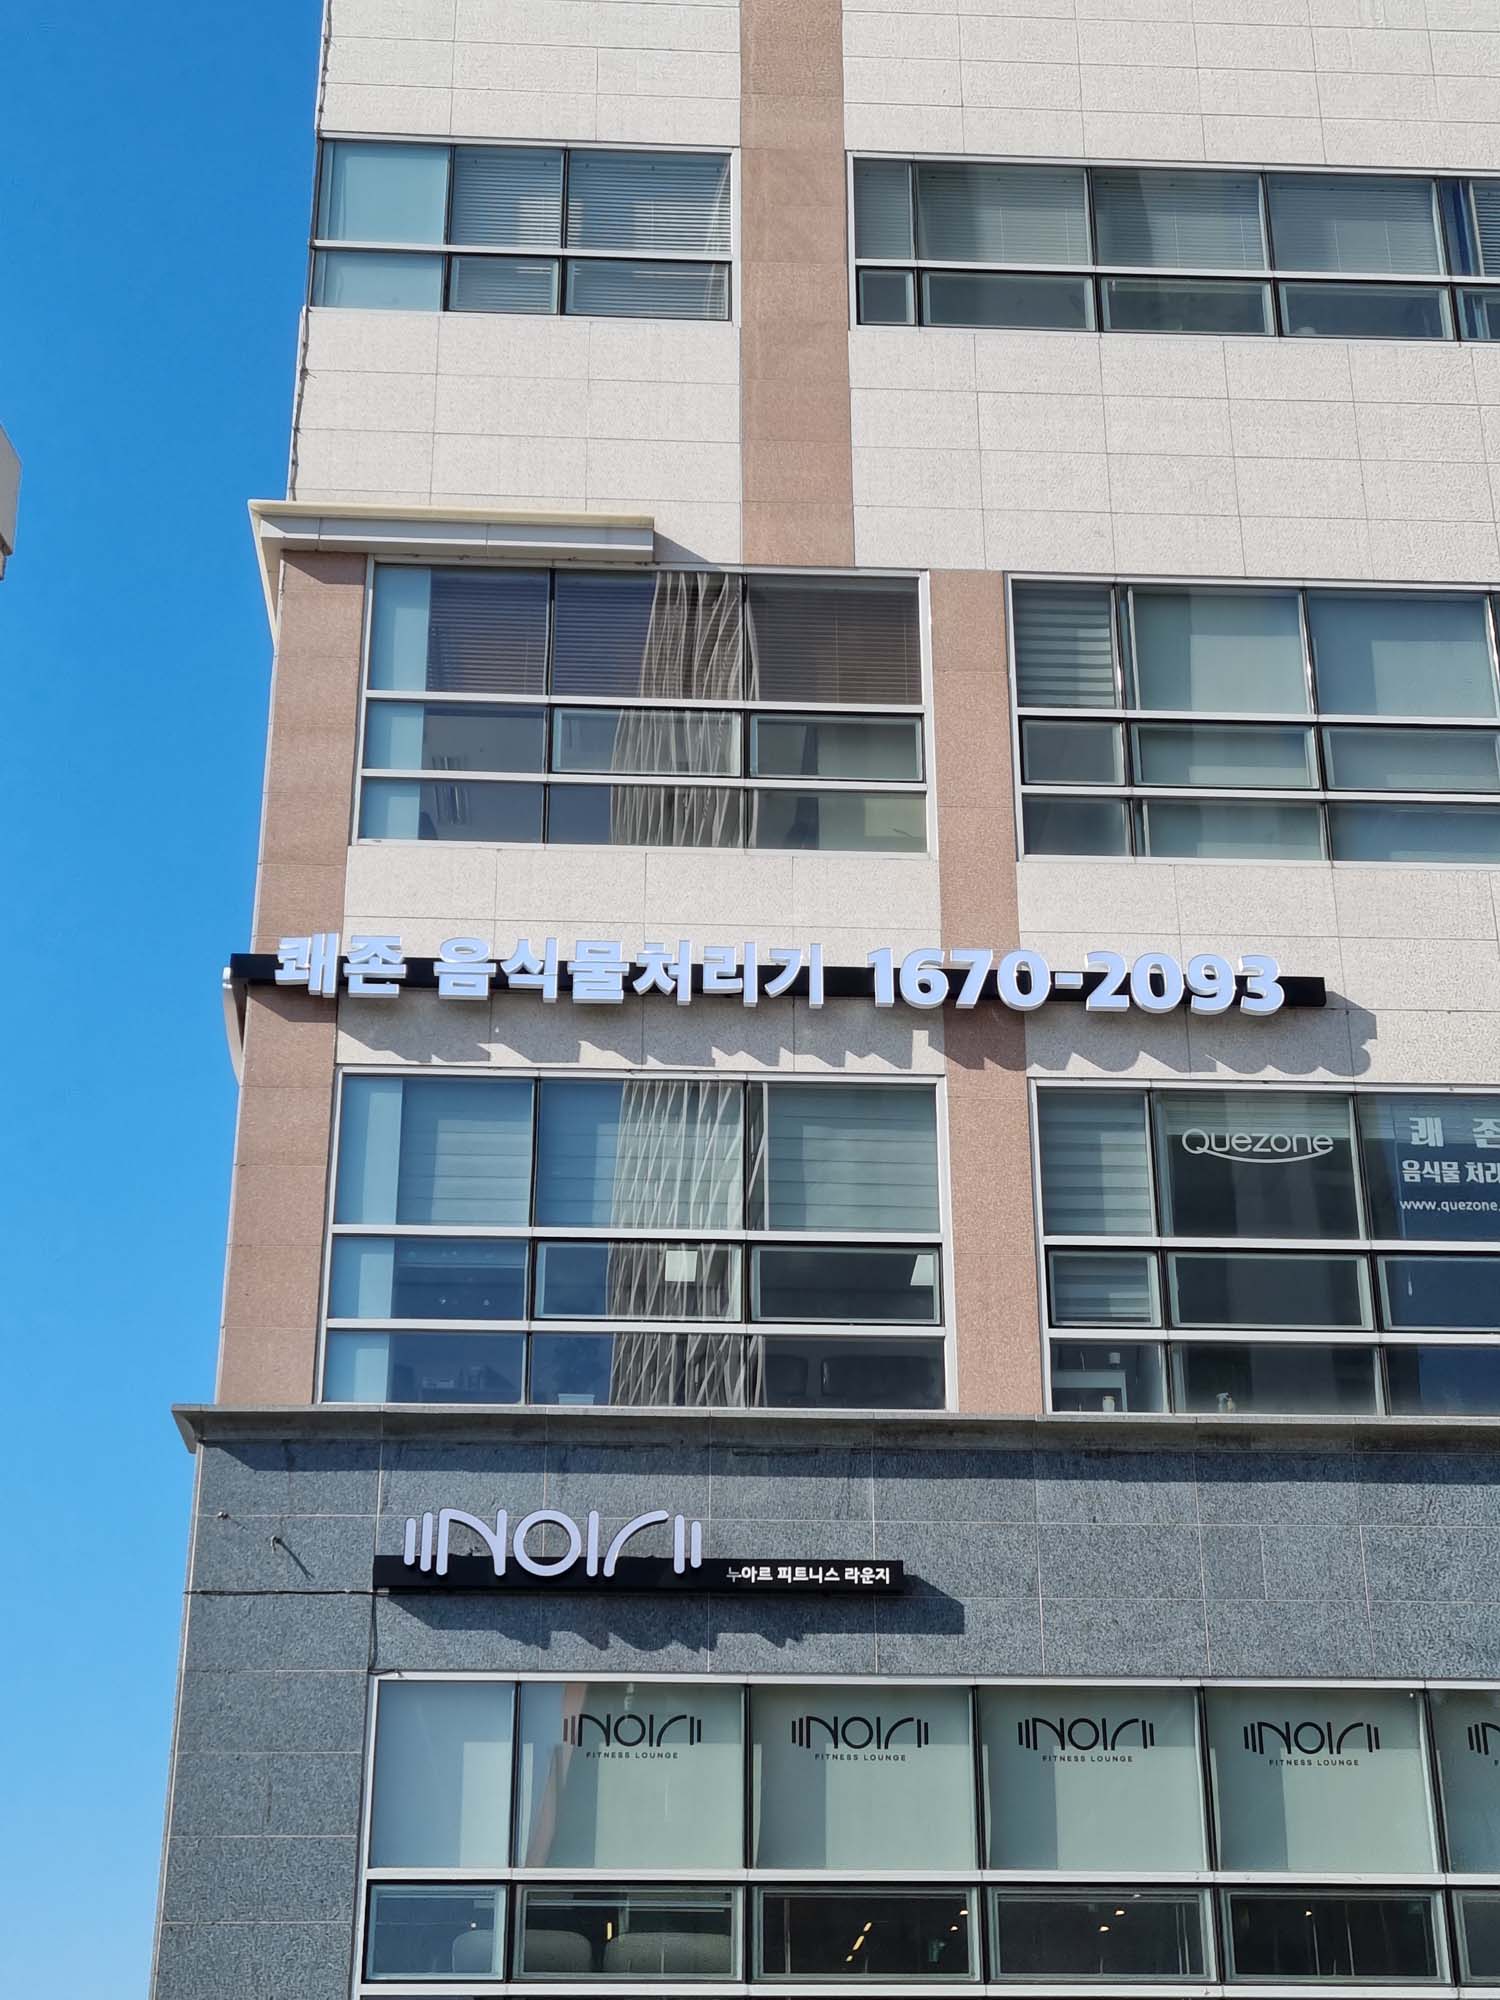 쾌존 음식물처리기 1670-2093
Quezone
쾌 존
음식물 처리
www.quezone.
NOIR
누아르 피트니스 라운지
NOIR
FITNESS LOUNGE
NOIR
FITNESS LOUNGE
NOIR
FITNESS LOUNGE
NOIR
FITNESS LOUNGE